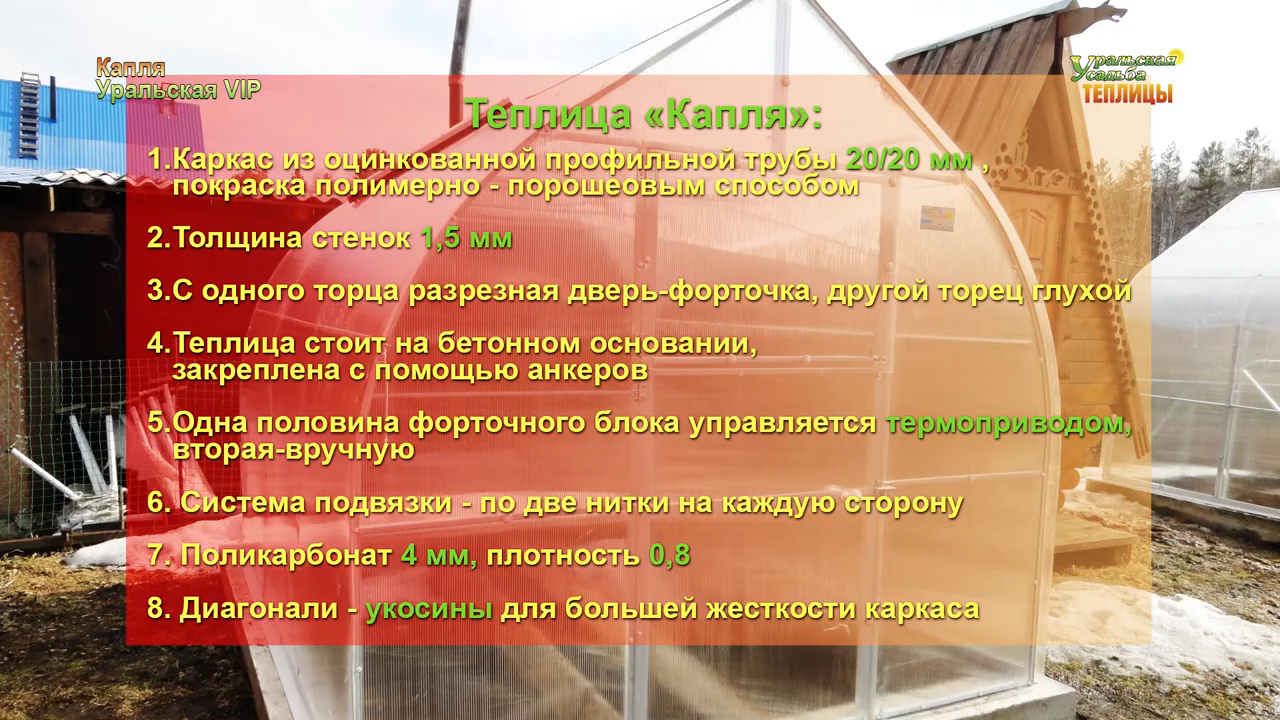 Капля
Уральская VIP
Уральская
Усадьба
ТЕПЛИЦЫ
Теплица «Капля»:
1.Каркас из оцинкованной профильной трубы 20/20 мм ,
покраска полимерно - порошеовым способом
2.Толщина стенок 1,5 мм
3.С одного торца разрезная дверь-форточка, другой торец глухой
4.Теплица стоит на бетонном основании,
закреплена с помощью анкеров
5.Одна половина форточного блока управляется термоприводом,
вторая-вручную
6. Система подвязки - по две нитки на каждую сторону
7. Поликарбонат 4 мм, плотность 0,8
8. Диагонали - укосины для большей жесткости каркаса